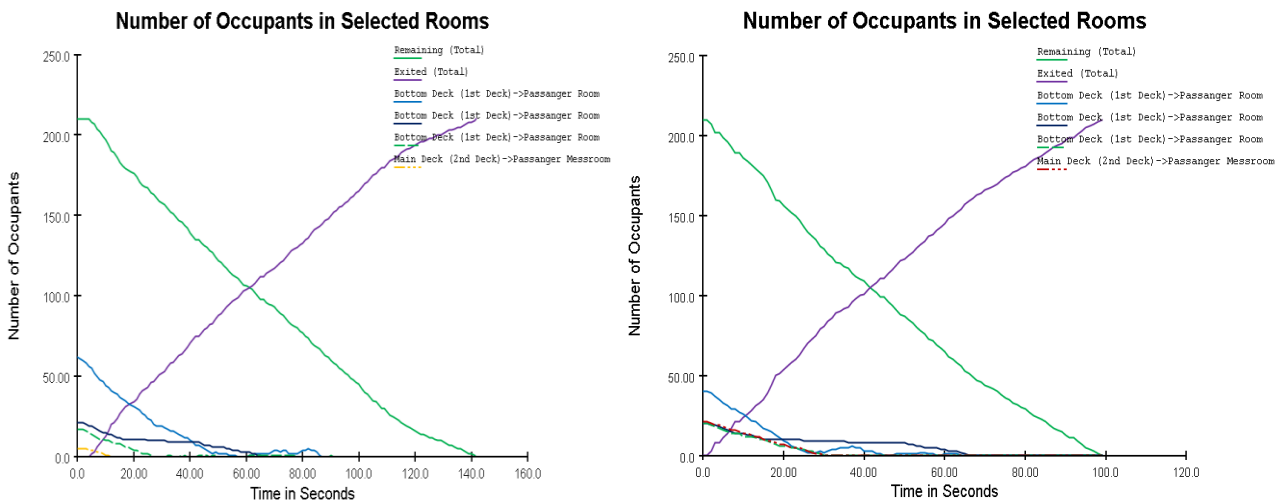 Number of Occupants in Selected Rooms
250.0
200.0
150.0
100.0
50.00
0.0
Number of Occupants
Remaining (Total)
Exited (Total)
Bottom Deck (1st Deck)->Passanger Room
Bottom Deck (1st Deck)->Passanger Room
Bottom Deck (1st Deck)->Passanger Room
Main Deck (2nd Deck)->Passanger Messroom
0.0 20.00 40.00 60.00 80.00 100.0 120.0 140.0 160.0
Time in Seconds
Number of Occupants in Selected Rooms
250.0
200.0
150.0
100.0
50.00
0.0
Number of Occupants
Remaining (Total)
Exited (Total)
Bottom Deck (1st Deck)->Passanger Room
Bottom Deck (1st Deck)->Passanger Room
Bottom Deck (1st Deck)->Passanger Room
Main Deck (2nd Deck)->Passanger Messroom
0.0 20.00 40.00 60.00 80.00 100.0 120.0
Time in Seconds